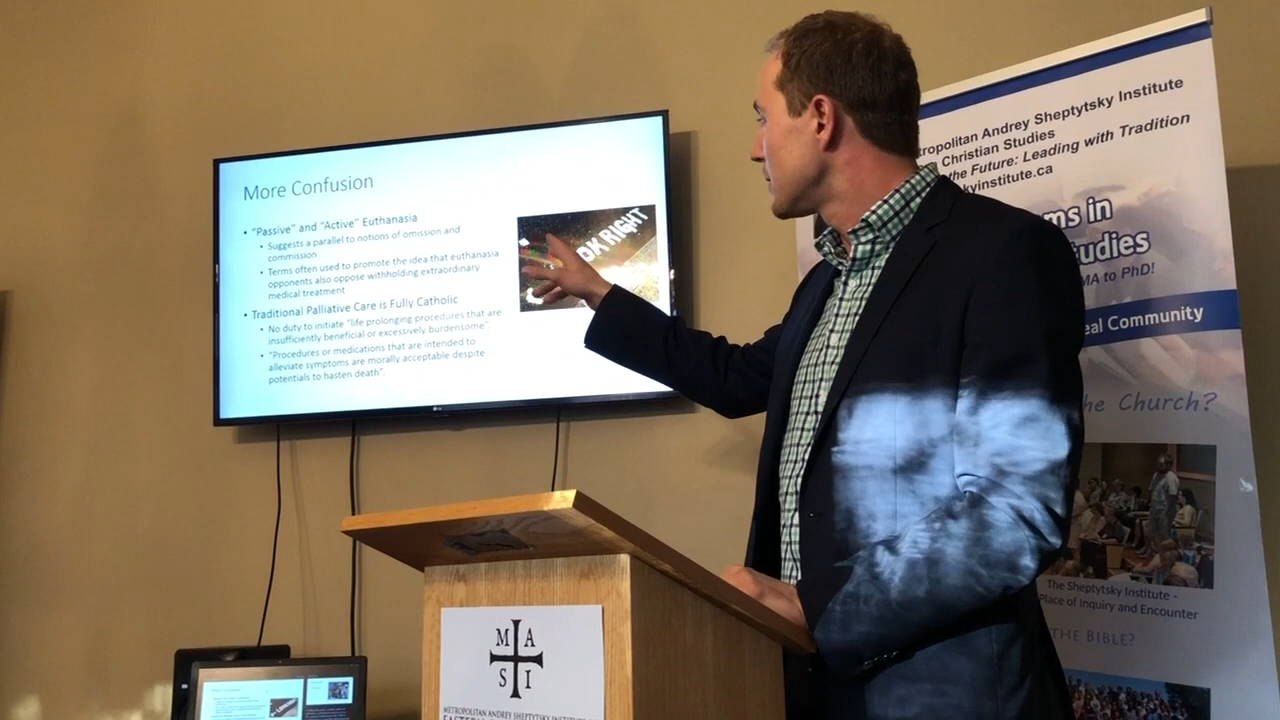 More Confusion
• "Passive" and "Active" Euthanasia
• Suggests a parallel to notions of omission and
commission
• Terms often used to promote the idea that euthanasia
opponents also oppose withholding extraordinary
medical treatment
• Traditional Palliative Care is Fully Catholic
• No duty to initiate "life prolonging procedures that are
insufficiently beneficial or excessively burdensome".
• "Procedures or medications that are intended to
alleviate symptoms are morally acceptable despite
potentials to hasten death".
OK RIGHT
LG
tropolitan Andrey Sheptytsky Institute
Christian Studies
the Future: Leading with Tradition
kyinstitute.ca
ms in
udies
MA to PhD!
eal Community
he Church?
The Sheptytsky Institute -
Place of Inquiry and Encounter
THE BIBLE?
M A
S I
METROPOLITAN ANDREY SHEPTYTSKY INSTITUTE